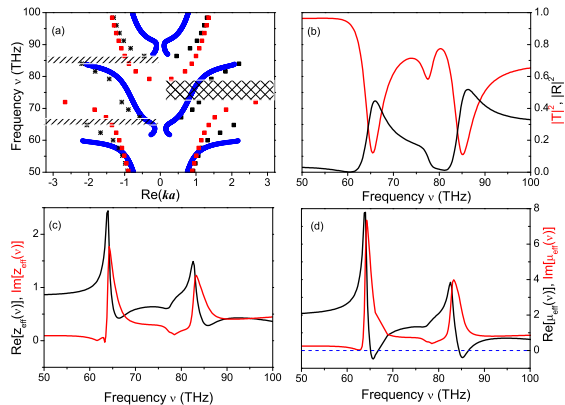 (a)
Frequency ν (THz)
100
90
80
70
60
50
-3 -2 -1 0 1 2 3
Re(ka)
(b)
1.0
0.8
0.6
0.4
0.2
0.0
|T|², |R|²
50 60 70 80 90 100
Frequency ν (THz)
(c)
Re[z_eff(ν)], Im[z_eff(ν)]
2
1
0
50 60 70 80 90 100
Frequency ν (THz)
(d)
8
6
4
2
0
Re[μ_eff(ν)], Im[μ_eff(ν)]
50 60 70 80 90 100
Frequency ν (THz)